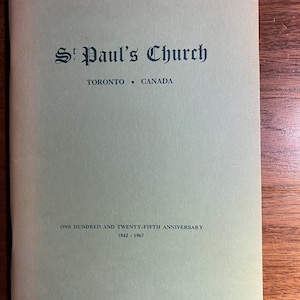 St Paul's Church
TORONTO • CANADA
ONE HUNDRED AND TWENTY-FIFTH ANNIVERSARY
1842 - 1967